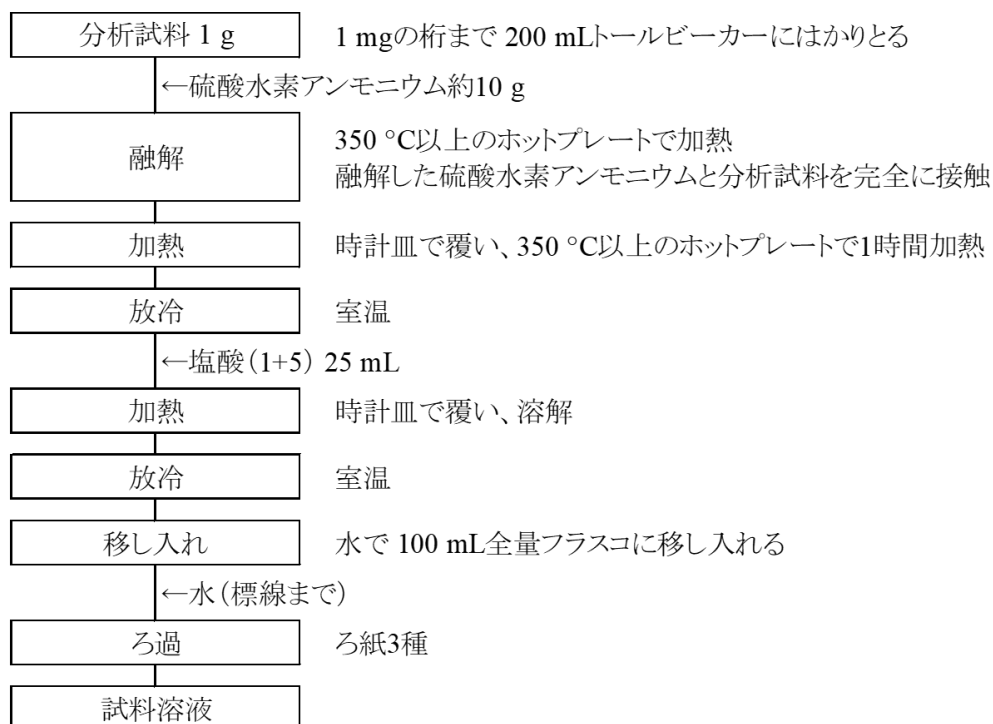 分析試料 1 g
1 mgの桁まで 200 mLトールビーカーにはかりとる
←硫酸水素アンモニウム約10 g
融解
350 °C以上のホットプレートで加熱
融解した硫酸水素アンモニウムと分析試料を完全に接触
加熱
時計皿で覆い、350 °C以上のホットプレートで1時間加熱
放冷
室温
←塩酸(1+5) 25 mL
加熱
時計皿で覆い、溶解
放冷
室温
移し入れ
水で 100 mL全量フラスコに移し入れる
←水(標線まで)
ろ過
ろ紙3種
試料溶液